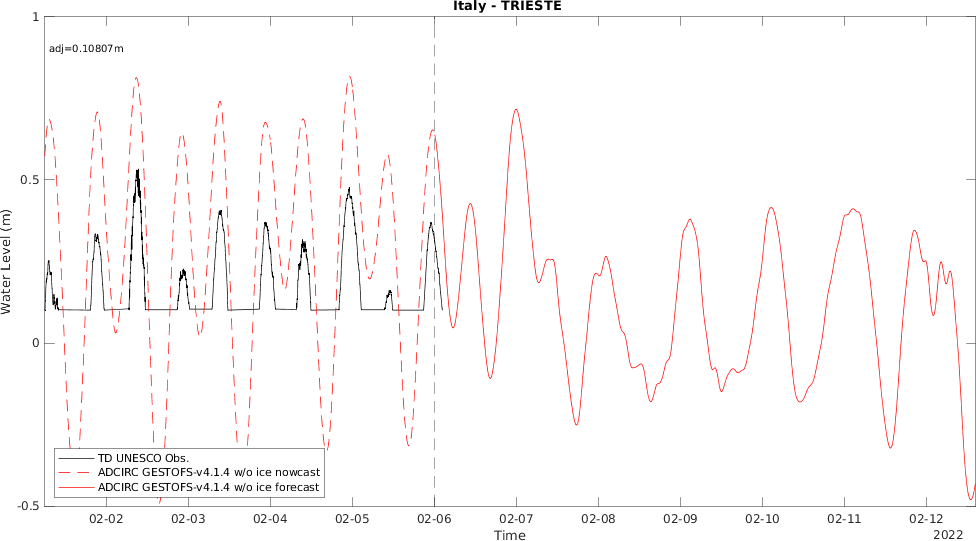 Italy - TRIESTE
adj=0.10807m
Water Level (m)
1
0.5
0
-0.5
TD UNESCO Obs.
ADCIRC GESTOFS-v4.1.4 w/o ice nowcast
ADCIRC GESTOFS-v4.1.4 w/o ice forecast
02-02 02-03 02-04 02-05 02-06 02-07 02-08 02-09 02-10 02-11 02-12
Time
2022